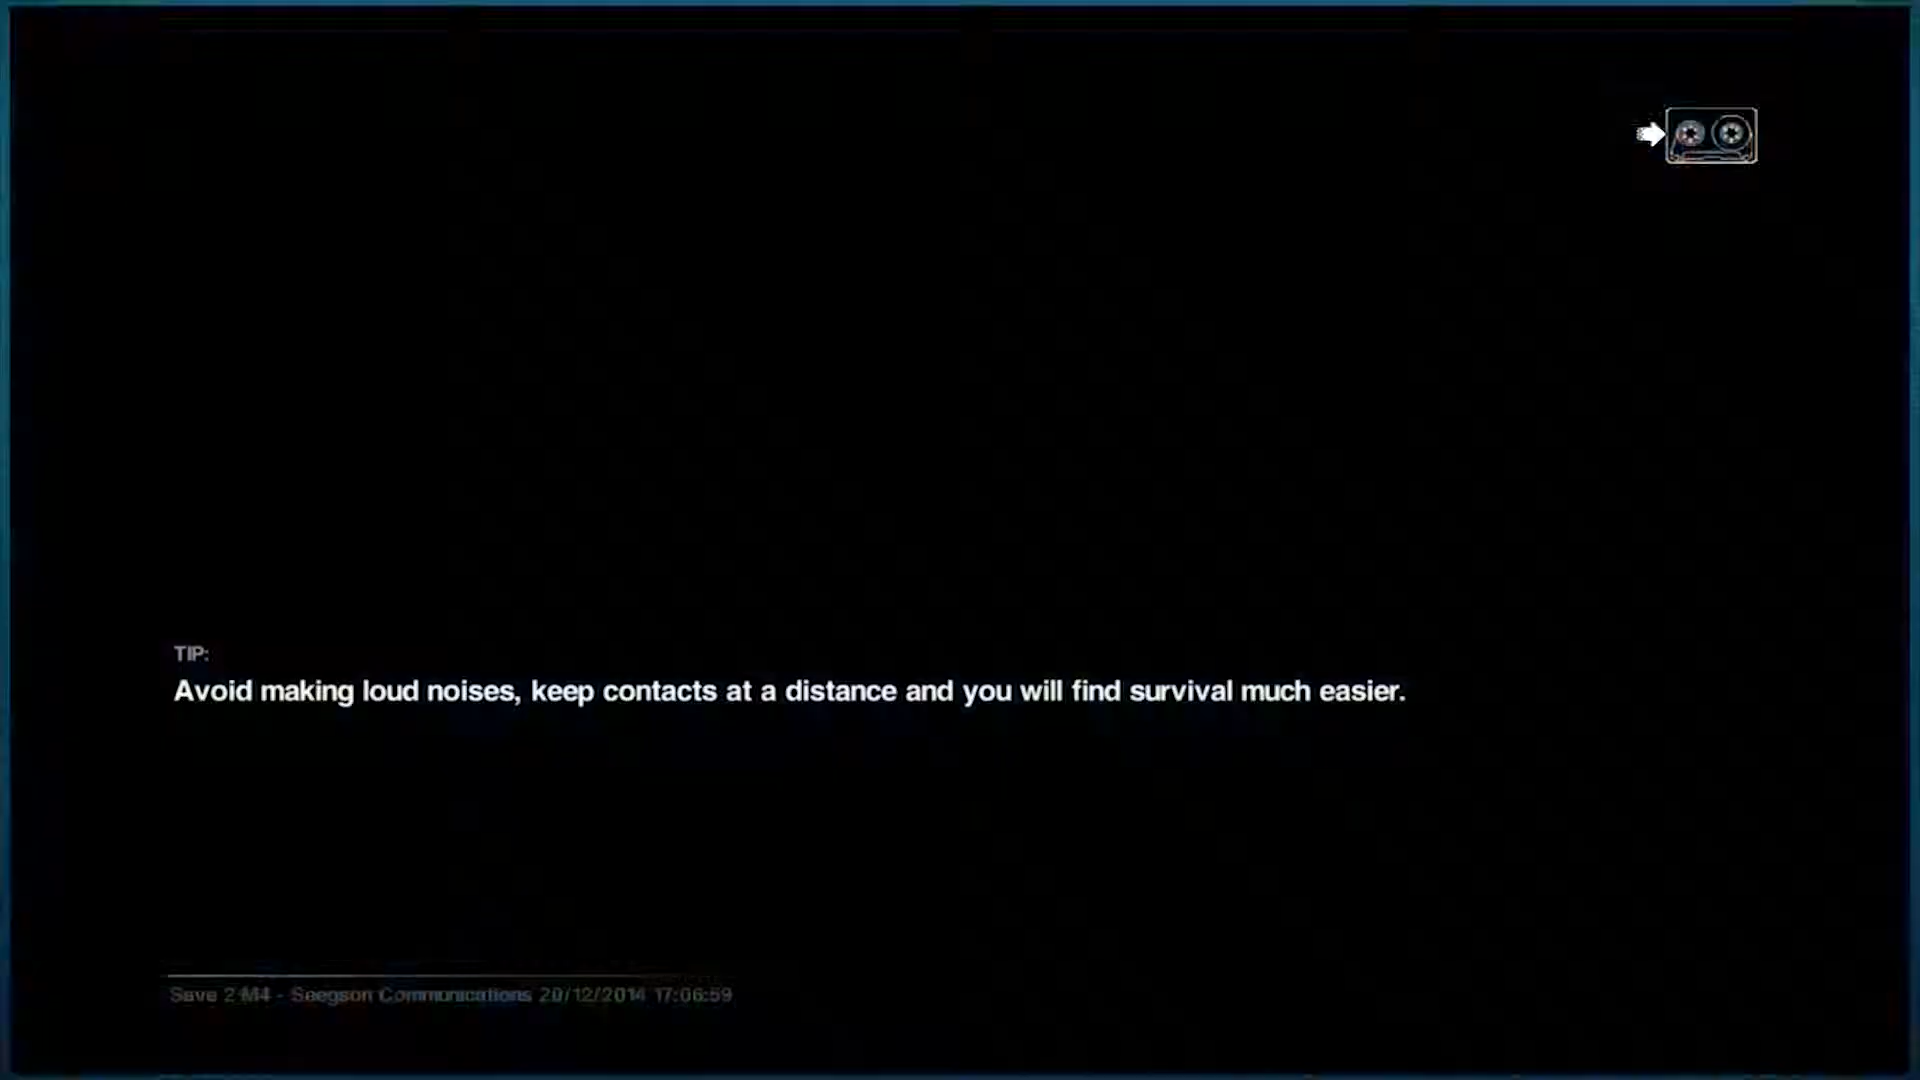 TIP:
Avoid making loud noises, keep contacts at a distance and you will find survival much easier.
Save 2 M4 - Seegson Communications 20/12/2014 17:06:59